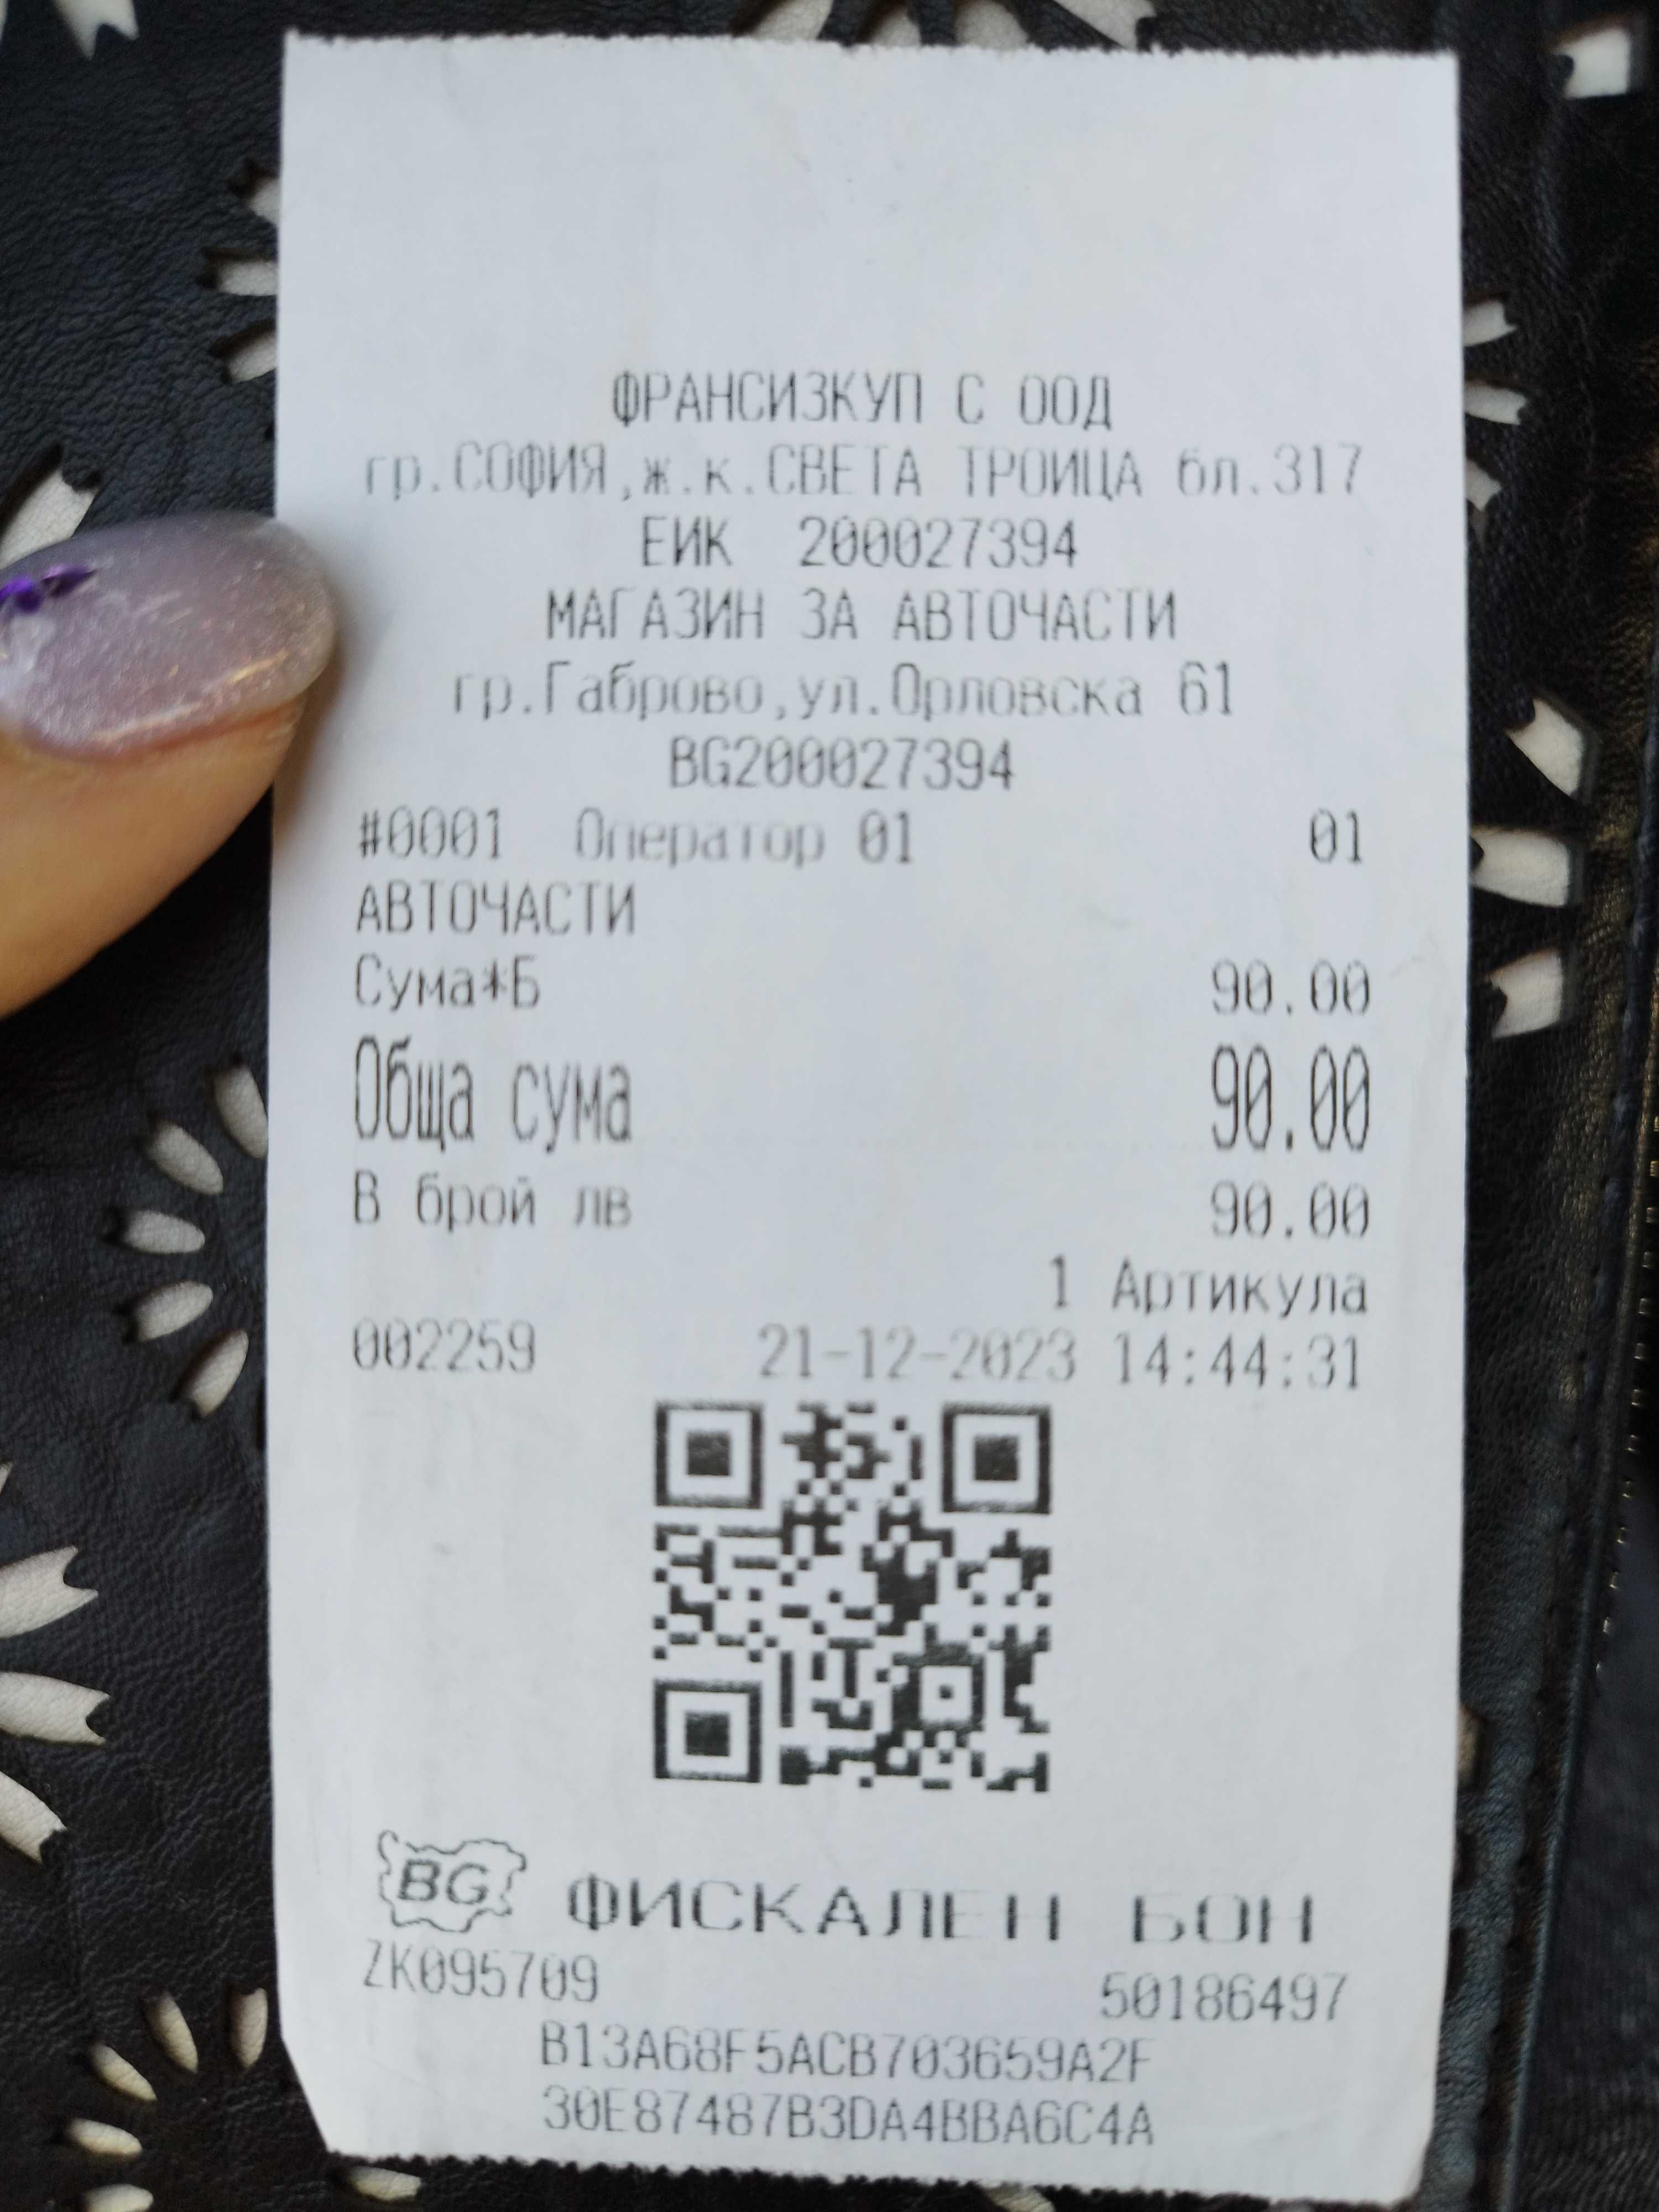 ФРАНСИЗКУП С ООД
гр.СОФИЯ,ж.к.СВЕТА ТРОИЦА бл.317
ЕИК 200027394
МАГАЗИН ЗА АВТОЧАСТИ
гр.Габрово,ул.Орловска 61
BG200027394
#0001 Оператор 01 01
АВТОЧАСТИ
Сума*Б 90.00
Обща сума 90.00
В брой лв 90.00
1 Артикула
002259 21-12-2023 14:44:31
BG ФИСКАЛЕН БОН
ZK095709 50186497
B13A68F5ACB703659A2F
30E87487B3DA4BBA6C4A